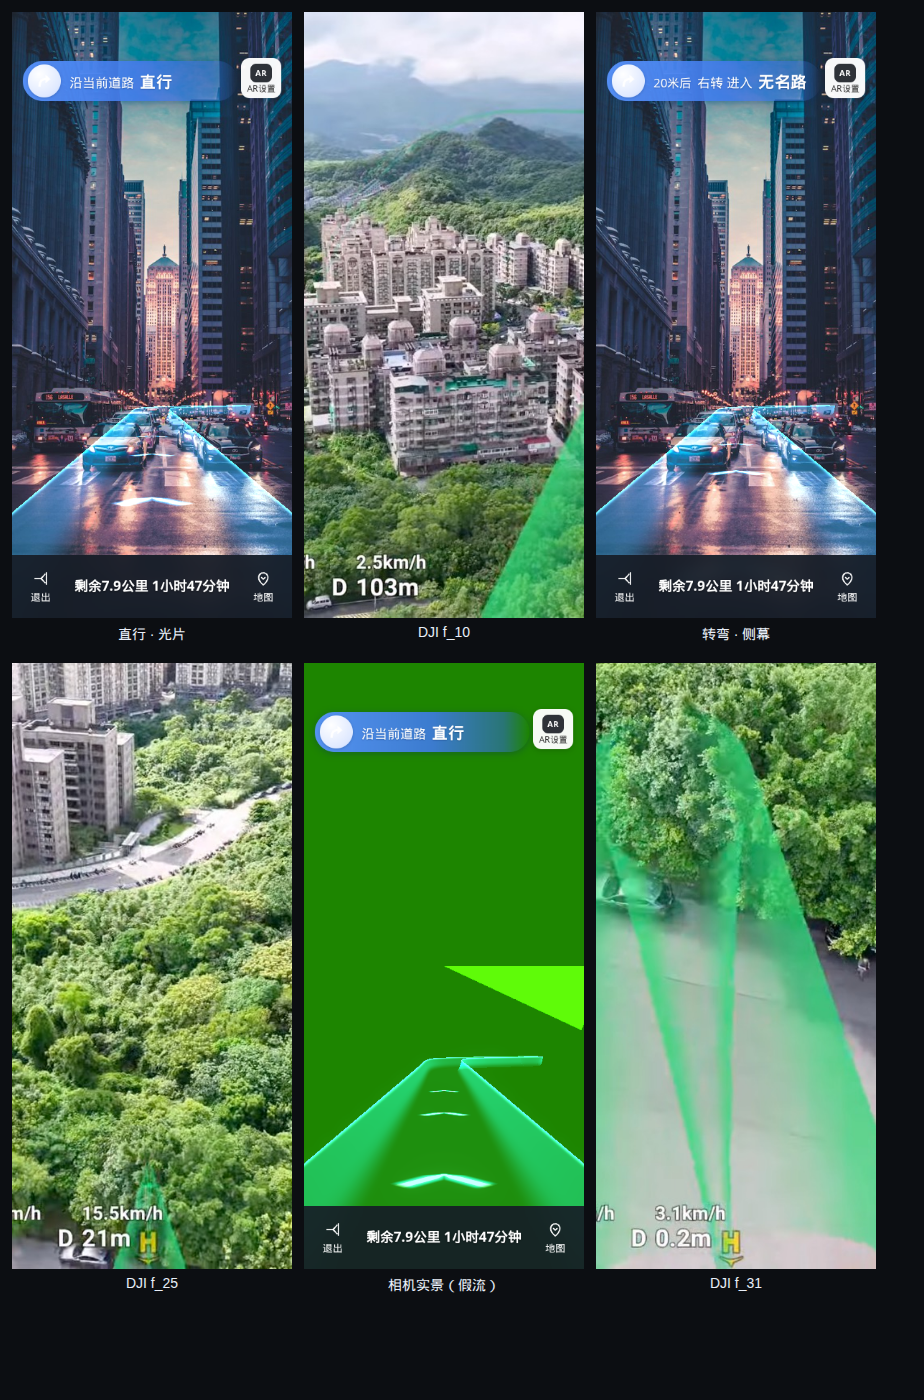 沿当前道路 直行
AR
AR设置
退出
剩余7.9公里 1小时47分钟
地图
直行 · 光片
h
2.5km/h
D 103m
DJI f_10
20米后 右转 进入 无名路
AR
AR设置
退出
剩余7.9公里 1小时47分钟
地图
转弯 · 侧幕
m/h
15.5km/h
D 21m H
DJI f_25
沿当前道路 直行
AR
AR设置
退出
剩余7.9公里 1小时47分钟
地图
相机实景（假流）
/h
3.1km/h
D 0.2m H
DJI f_31